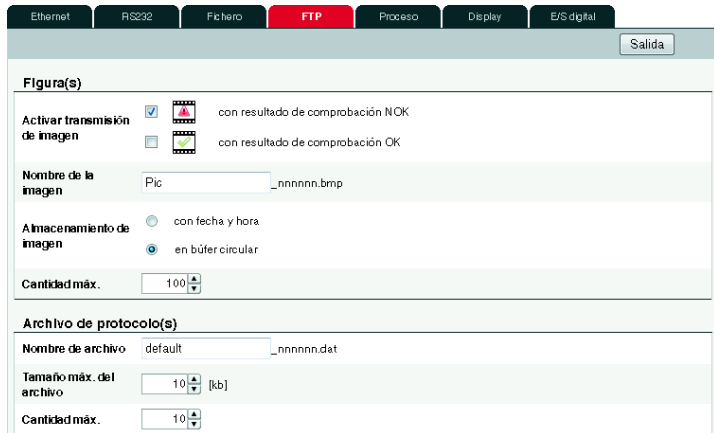 Ethernet RS232 Fichero FTP Proceso Display E/S digital
Salida
Figura(s)
Activar transmisión de imagen
con resultado de comprobación NOK
con resultado de comprobación OK
Nombre de la imagen
Pic _nnnnnn.bmp
Almacenamiento de imagen
con fecha y hora
en búfer circular
Cantidad máx. 100
Archivo de protocolo(s)
Nombre de archivo default _nnnnnn.dat
Tamaño máx. del archivo
10 [kb]
Cantidad máx. 10